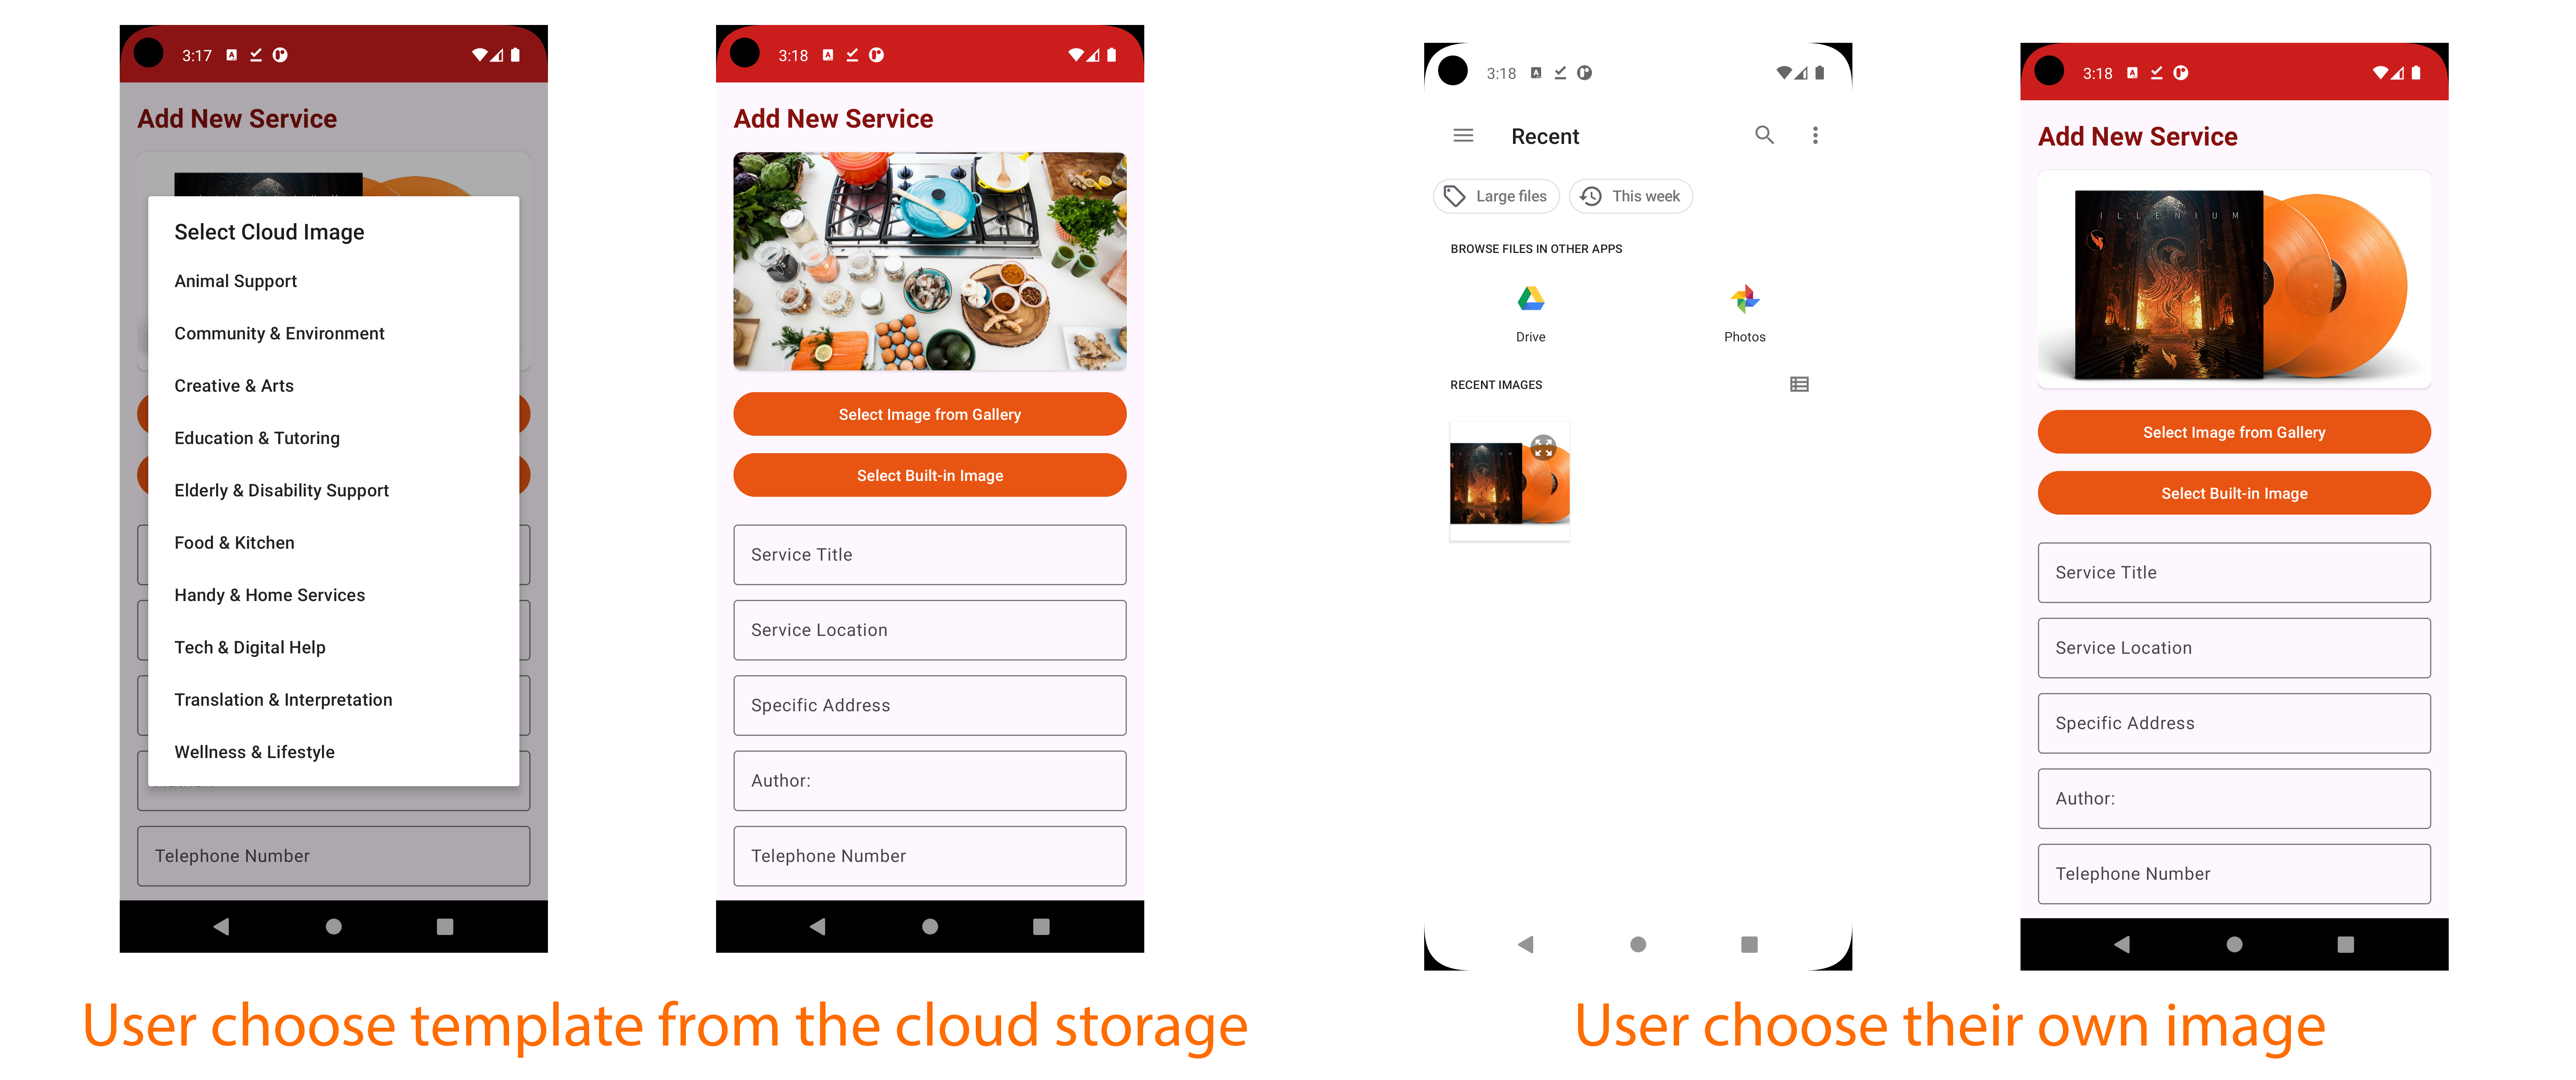 3:17
Add New Service
Select Cloud Image
Animal Support
Community & Environment
Creative & Arts
Education & Tutoring
Elderly & Disability Support
Food & Kitchen
Handy & Home Services
Tech & Digital Help
Translation & Interpretation
Wellness & Lifestyle
Telephone Number
3:18
Add New Service
Select Image from Gallery
Select Built-in Image
Service Title
Service Location
Specific Address
Author:
Telephone Number
User choose template from the cloud storage
3:18
Recent
Large files
This week
BROWSE FILES IN OTHER APPS
Drive
Photos
RECENT IMAGES
3:18
Add New Service
ILLENIUM
Select Image from Gallery
Select Built-in Image
Service Title
Service Location
Specific Address
Author:
Telephone Number
User choose their own image